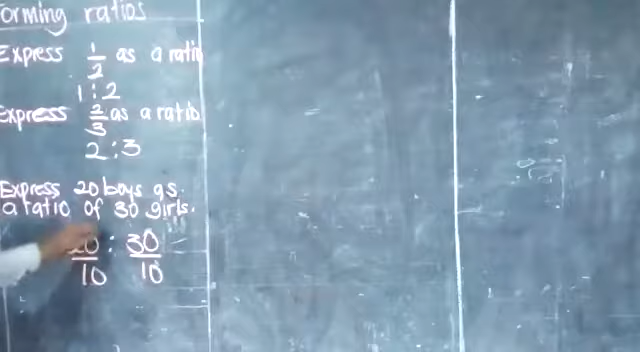 orming ratios
Express 1/2 as a ratio
1:2
Express 2/3 as a ratio
2:3
Express 20 boys as
a ratio of 30 girls.
20/10 : 30/10